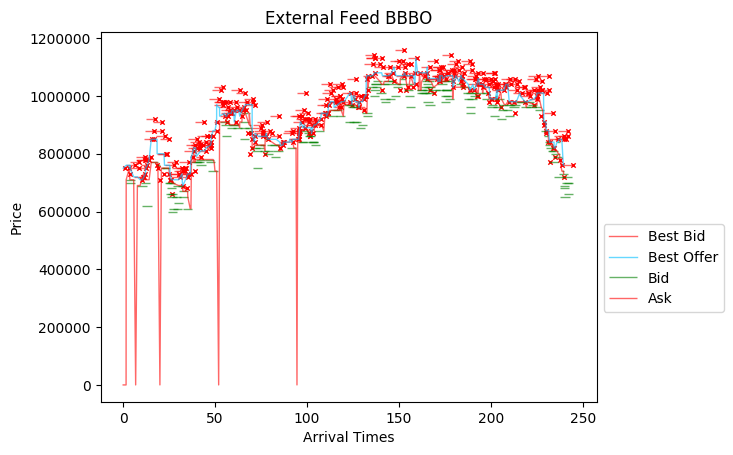 External Feed BBBO
1200000
1000000
800000
600000
400000
200000
0
Price
0 50 100 150 200 250
Arrival Times
Best Bid
Best Offer
Bid
Ask